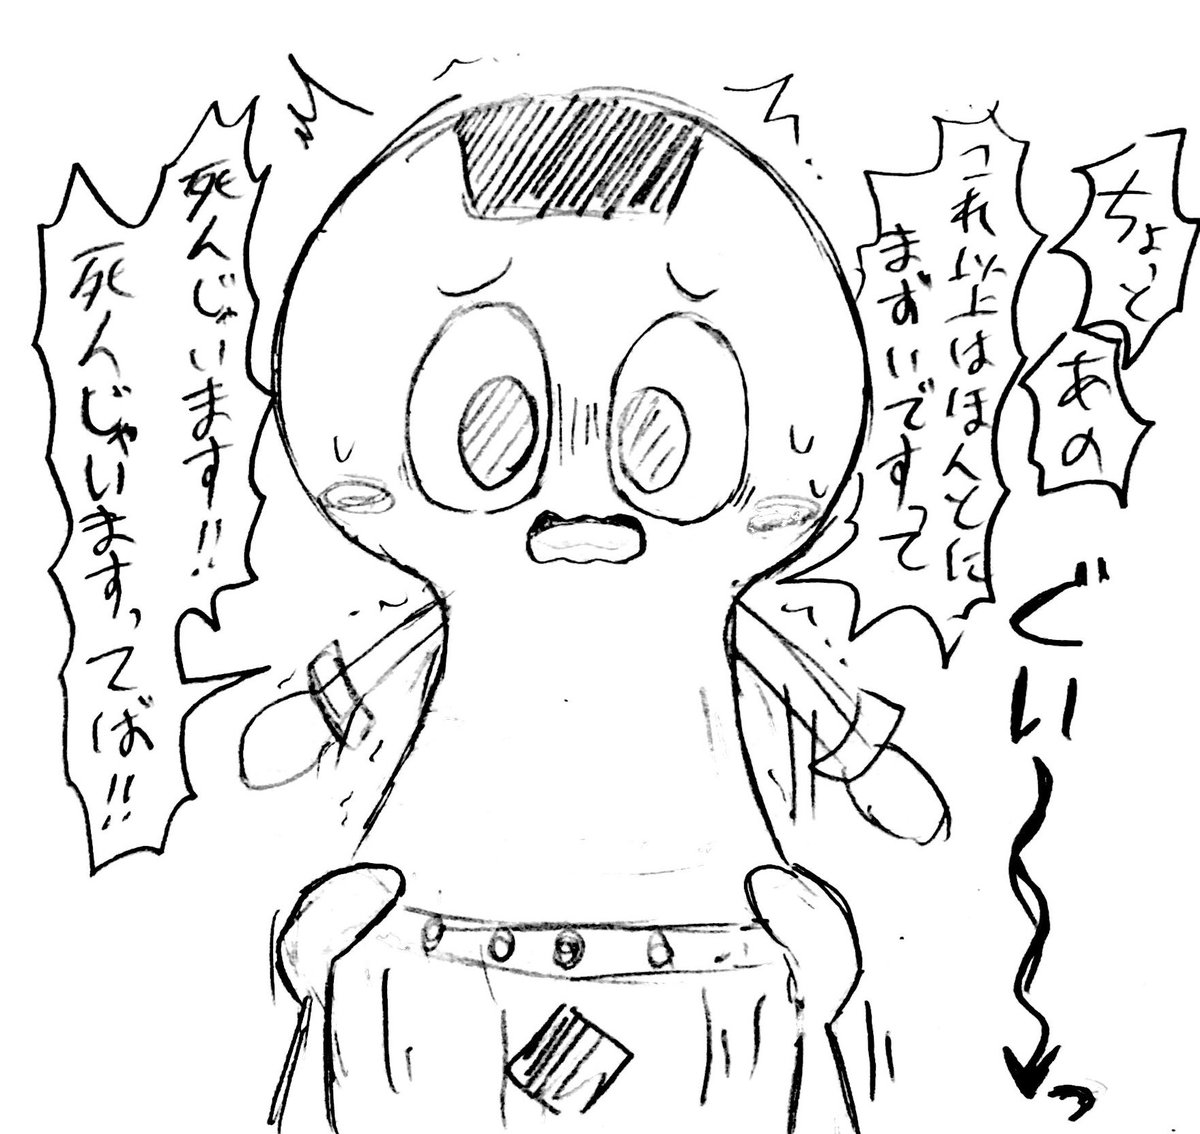 ちょっと
あの
これ以上はほんとに
まずいですって
ぐい〜っ
死んじゃいます!!
死んじゃいますってば!!